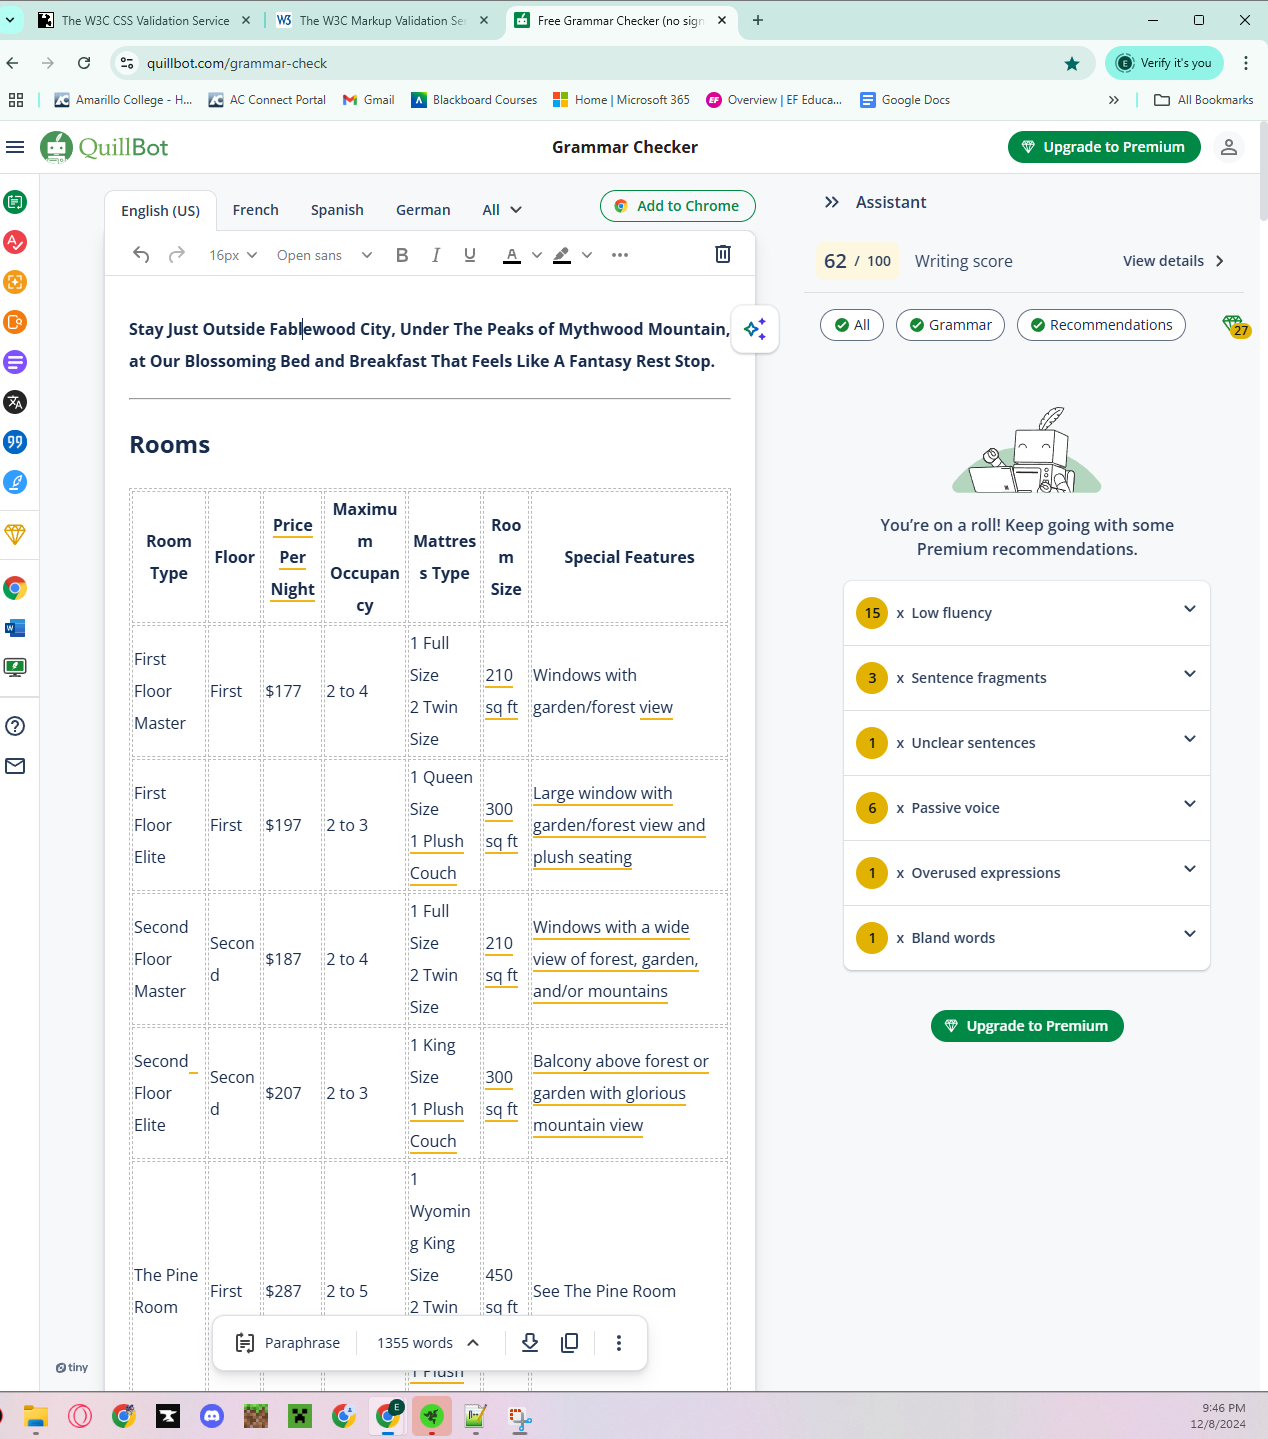 The W3C CSS Validation Service
The W3C Markup Validation Ser
Free Grammar Checker (no sign
quillbot.com/grammar-check
E
Verify it's you
Amarillo College - H...
AC Connect Portal
Gmail
Blackboard Courses
Home | Microsoft 365
Overview | EF Educa...
Google Docs
All Bookmarks
QuillBot
Grammar Checker
Upgrade to Premium
English (US)
French
Spanish
German
All
Add to Chrome
16px
Open sans
B I U A
Stay Just Outside Fablewood City, Under The Peaks of Mythwood Mountain,
at Our Blossoming Bed and Breakfast That Feels Like A Fantasy Rest Stop.
Rooms
Room
Type
Floor
Price
Per
Night
Maximu
m
Occupan
cy
Mattres
s Type
Roo
m
Size
Special Features
First
Floor
Master
First
$177
2 to 4
1 Full
Size
2 Twin
Size
210
sq ft
Windows with
garden/forest view
First
Floor
Elite
First
$197
2 to 3
1 Queen
Size
1 Plush
Couch
300
sq ft
Large window with
garden/forest view and
plush seating
Second
Floor
Master
Secon
d
$187
2 to 4
1 Full
Size
2 Twin
Size
210
sq ft
Windows with a wide
view of forest, garden,
and/or mountains
Second
Floor
Elite
Secon
d
$207
2 to 3
1 King
Size
1 Plush
Couch
300
sq ft
Balcony above forest or
garden with glorious
mountain view
The Pine
Room
First
$287
2 to 5
1
Wyomin
g King
Size
2 Twin
1 Plush
450
sq ft
See The Pine Room
Paraphrase
1355 words
tiny
Assistant
62 / 100
Writing score
View details
All
Grammar
Recommendations
27
You're on a roll! Keep going with some
Premium recommendations.
15 x Low fluency
3 x Sentence fragments
1 x Unclear sentences
6 x Passive voice
1 x Overused expressions
1 x Bland words
Upgrade to Premium
E
9:46 PM
12/8/2024